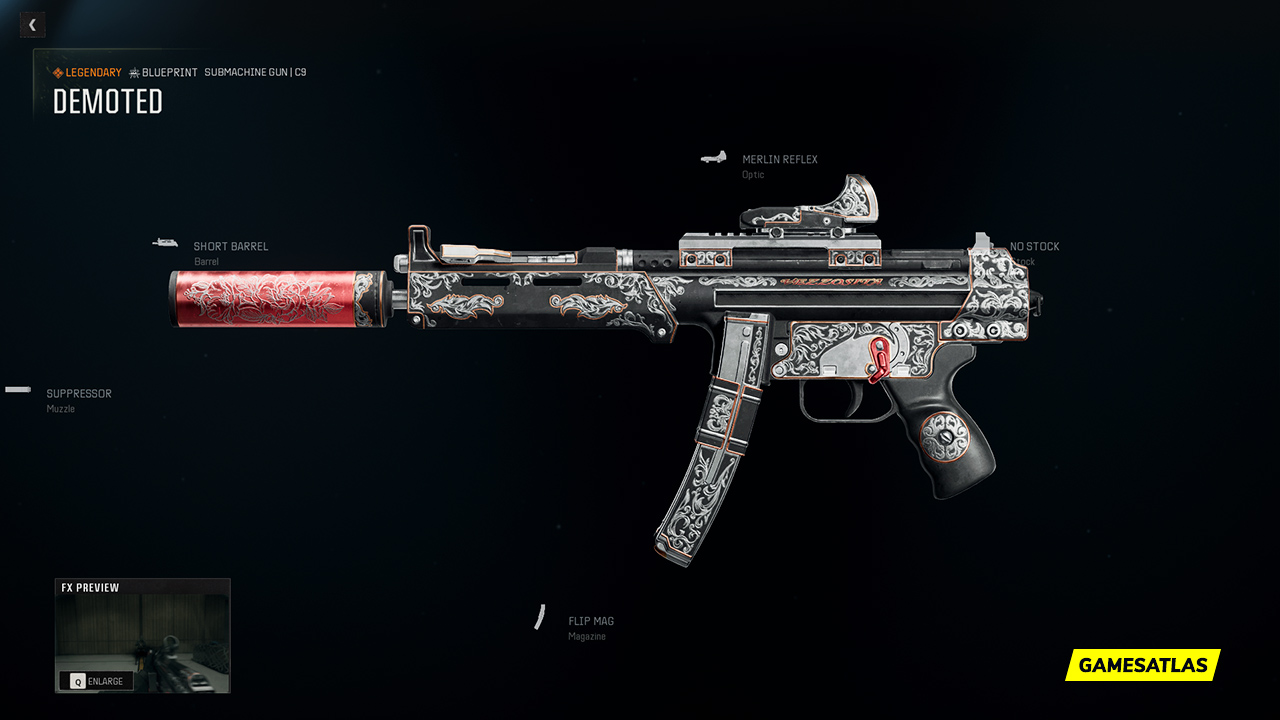 LEGENDARY BLUEPRINT SUBMACHINE GUN | C9
DEMOTED
MERLIN REFLEX
Optic
SHORT BARREL
Barrel
NO STOCK
SUPPRESSOR
Muzzle
FLIP MAG
Magazine
FX PREVIEW
Q ENLARGE
GAMESATLAS